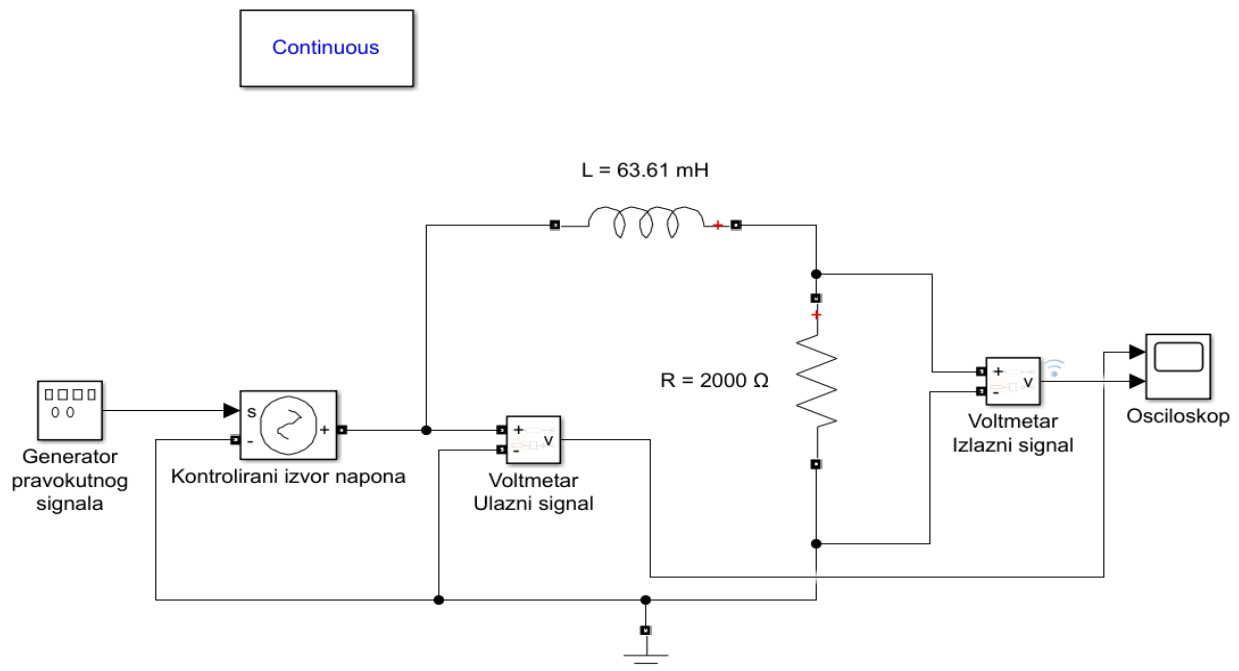 Continuous
L = 63.61 mH
R = 2000 Ω
Generator
pravokutnog
signala
s
-
+
Kontrolirani izvor napona
+
-
v
Voltmetar
Ulazni signal
+
-
v
Voltmetar
Izlazni signal
Osciloskop